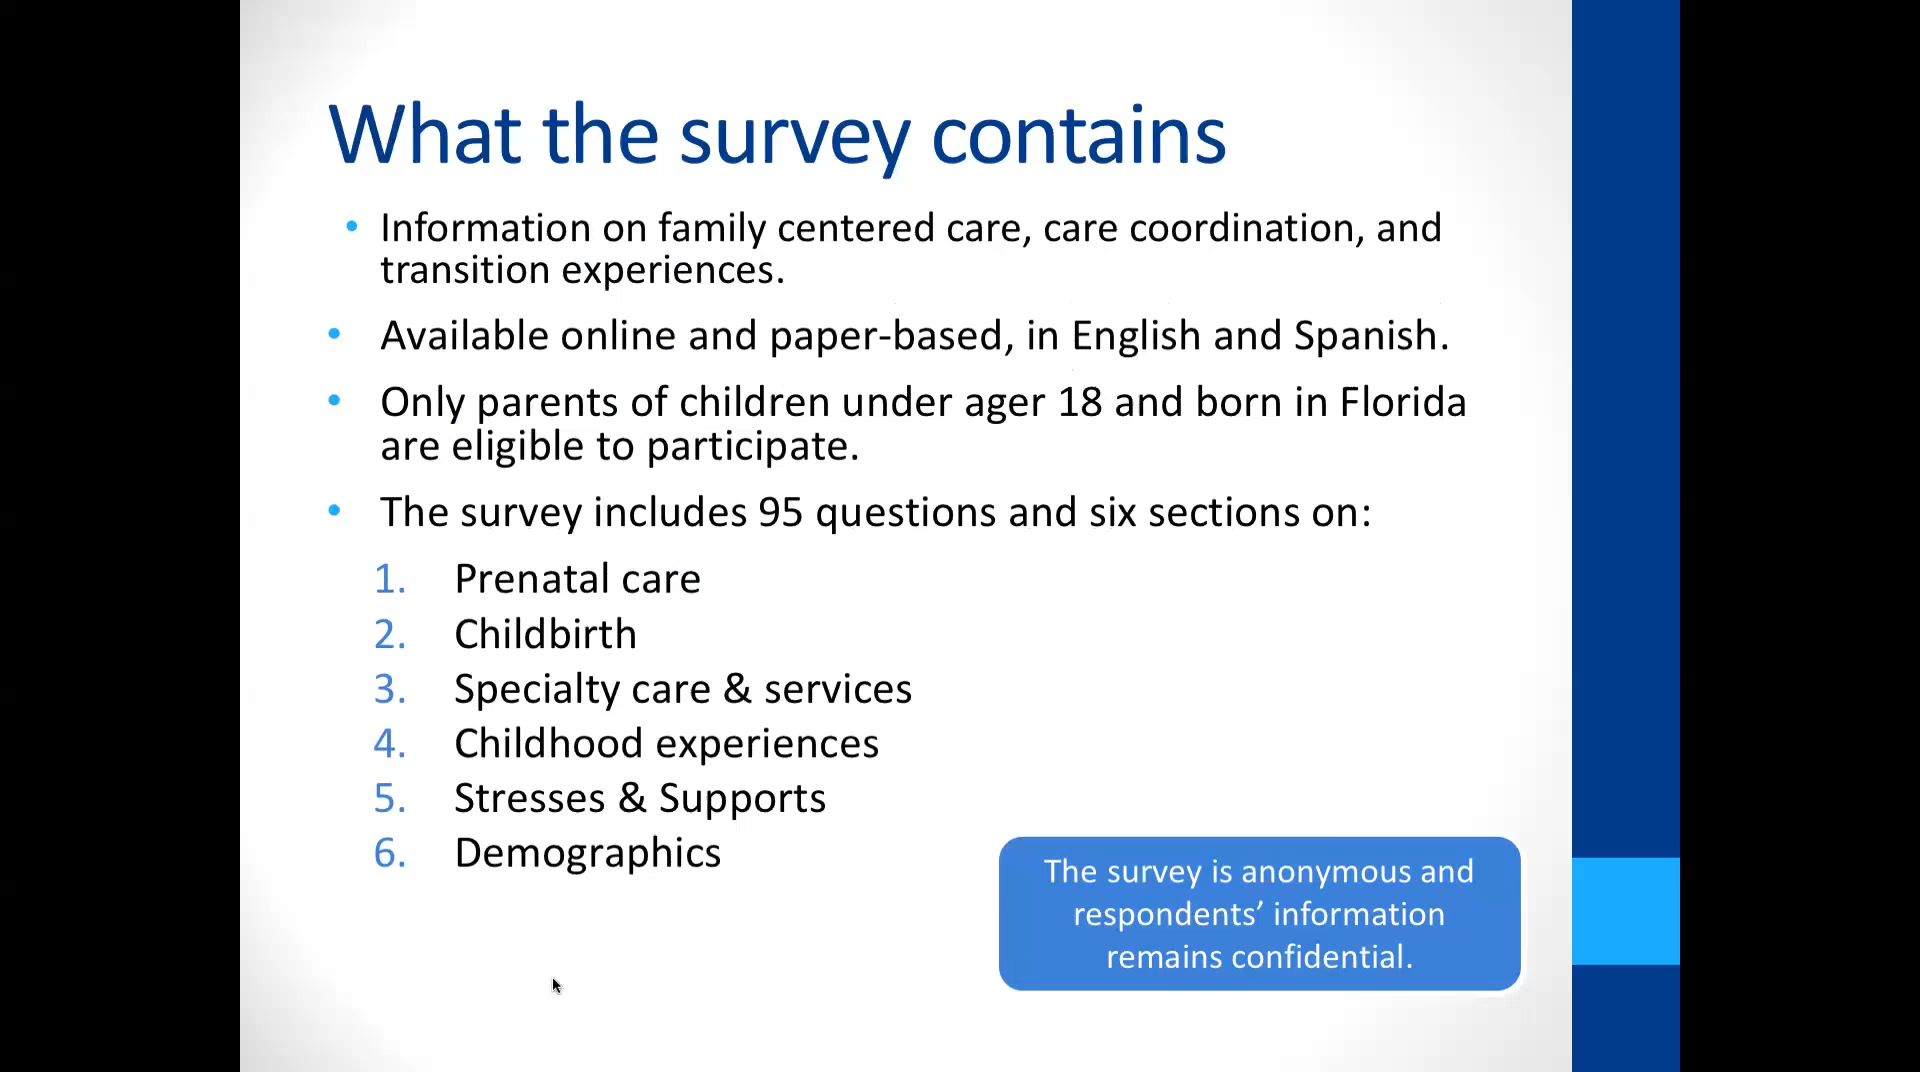 What the survey contains
• Information on family centered care, care coordination, and
transition experiences.
• Available online and paper-based, in English and Spanish.
• Only parents of children under ager 18 and born in Florida
are eligible to participate.
• The survey includes 95 questions and six sections on:
1. Prenatal care
2. Childbirth
3. Specialty care & services
4. Childhood experiences
5. Stresses & Supports
6. Demographics
The survey is anonymous and
respondents’ information
remains confidential.